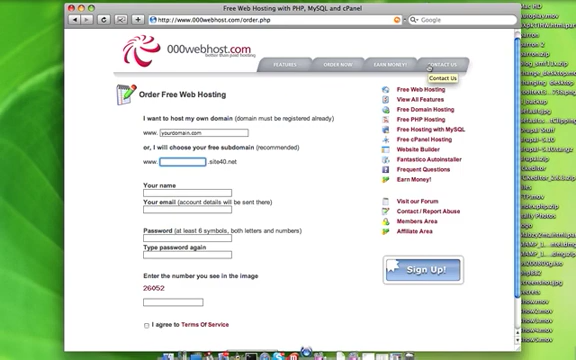 Free Web Hosting with PHP, MySQL and cPanel
http://www.000webhost.com/order.php
Google
000webhost.com
better than paid hosting
FEATURES
ORDER NOW
EARN MONEY!
CONTACT US
Contact Us
Order Free Web Hosting
I want to host my own domain (domain must be registered already)
www. yourdomain.com
or, I will choose your free subdomain (recommended)
www. .site40.net
Your name
Your email (account details will be sent there)
Password (at least 6 symbols, both letters and numbers)
Type password again
Enter the number you see in the image
26052
I agree to Terms Of Service
Free Web Hosting
View All Features
Free Domain Hosting
Free PHP Hosting
Free Hosting with MySQL
Free cPanel Hosting
Website Builder
Fantastico Autoinstaller
Frequent Questions
Earn Money!
Visit our Forum
Contact / Report Abuse
Members Area
Affiliate Area
Sign Up!